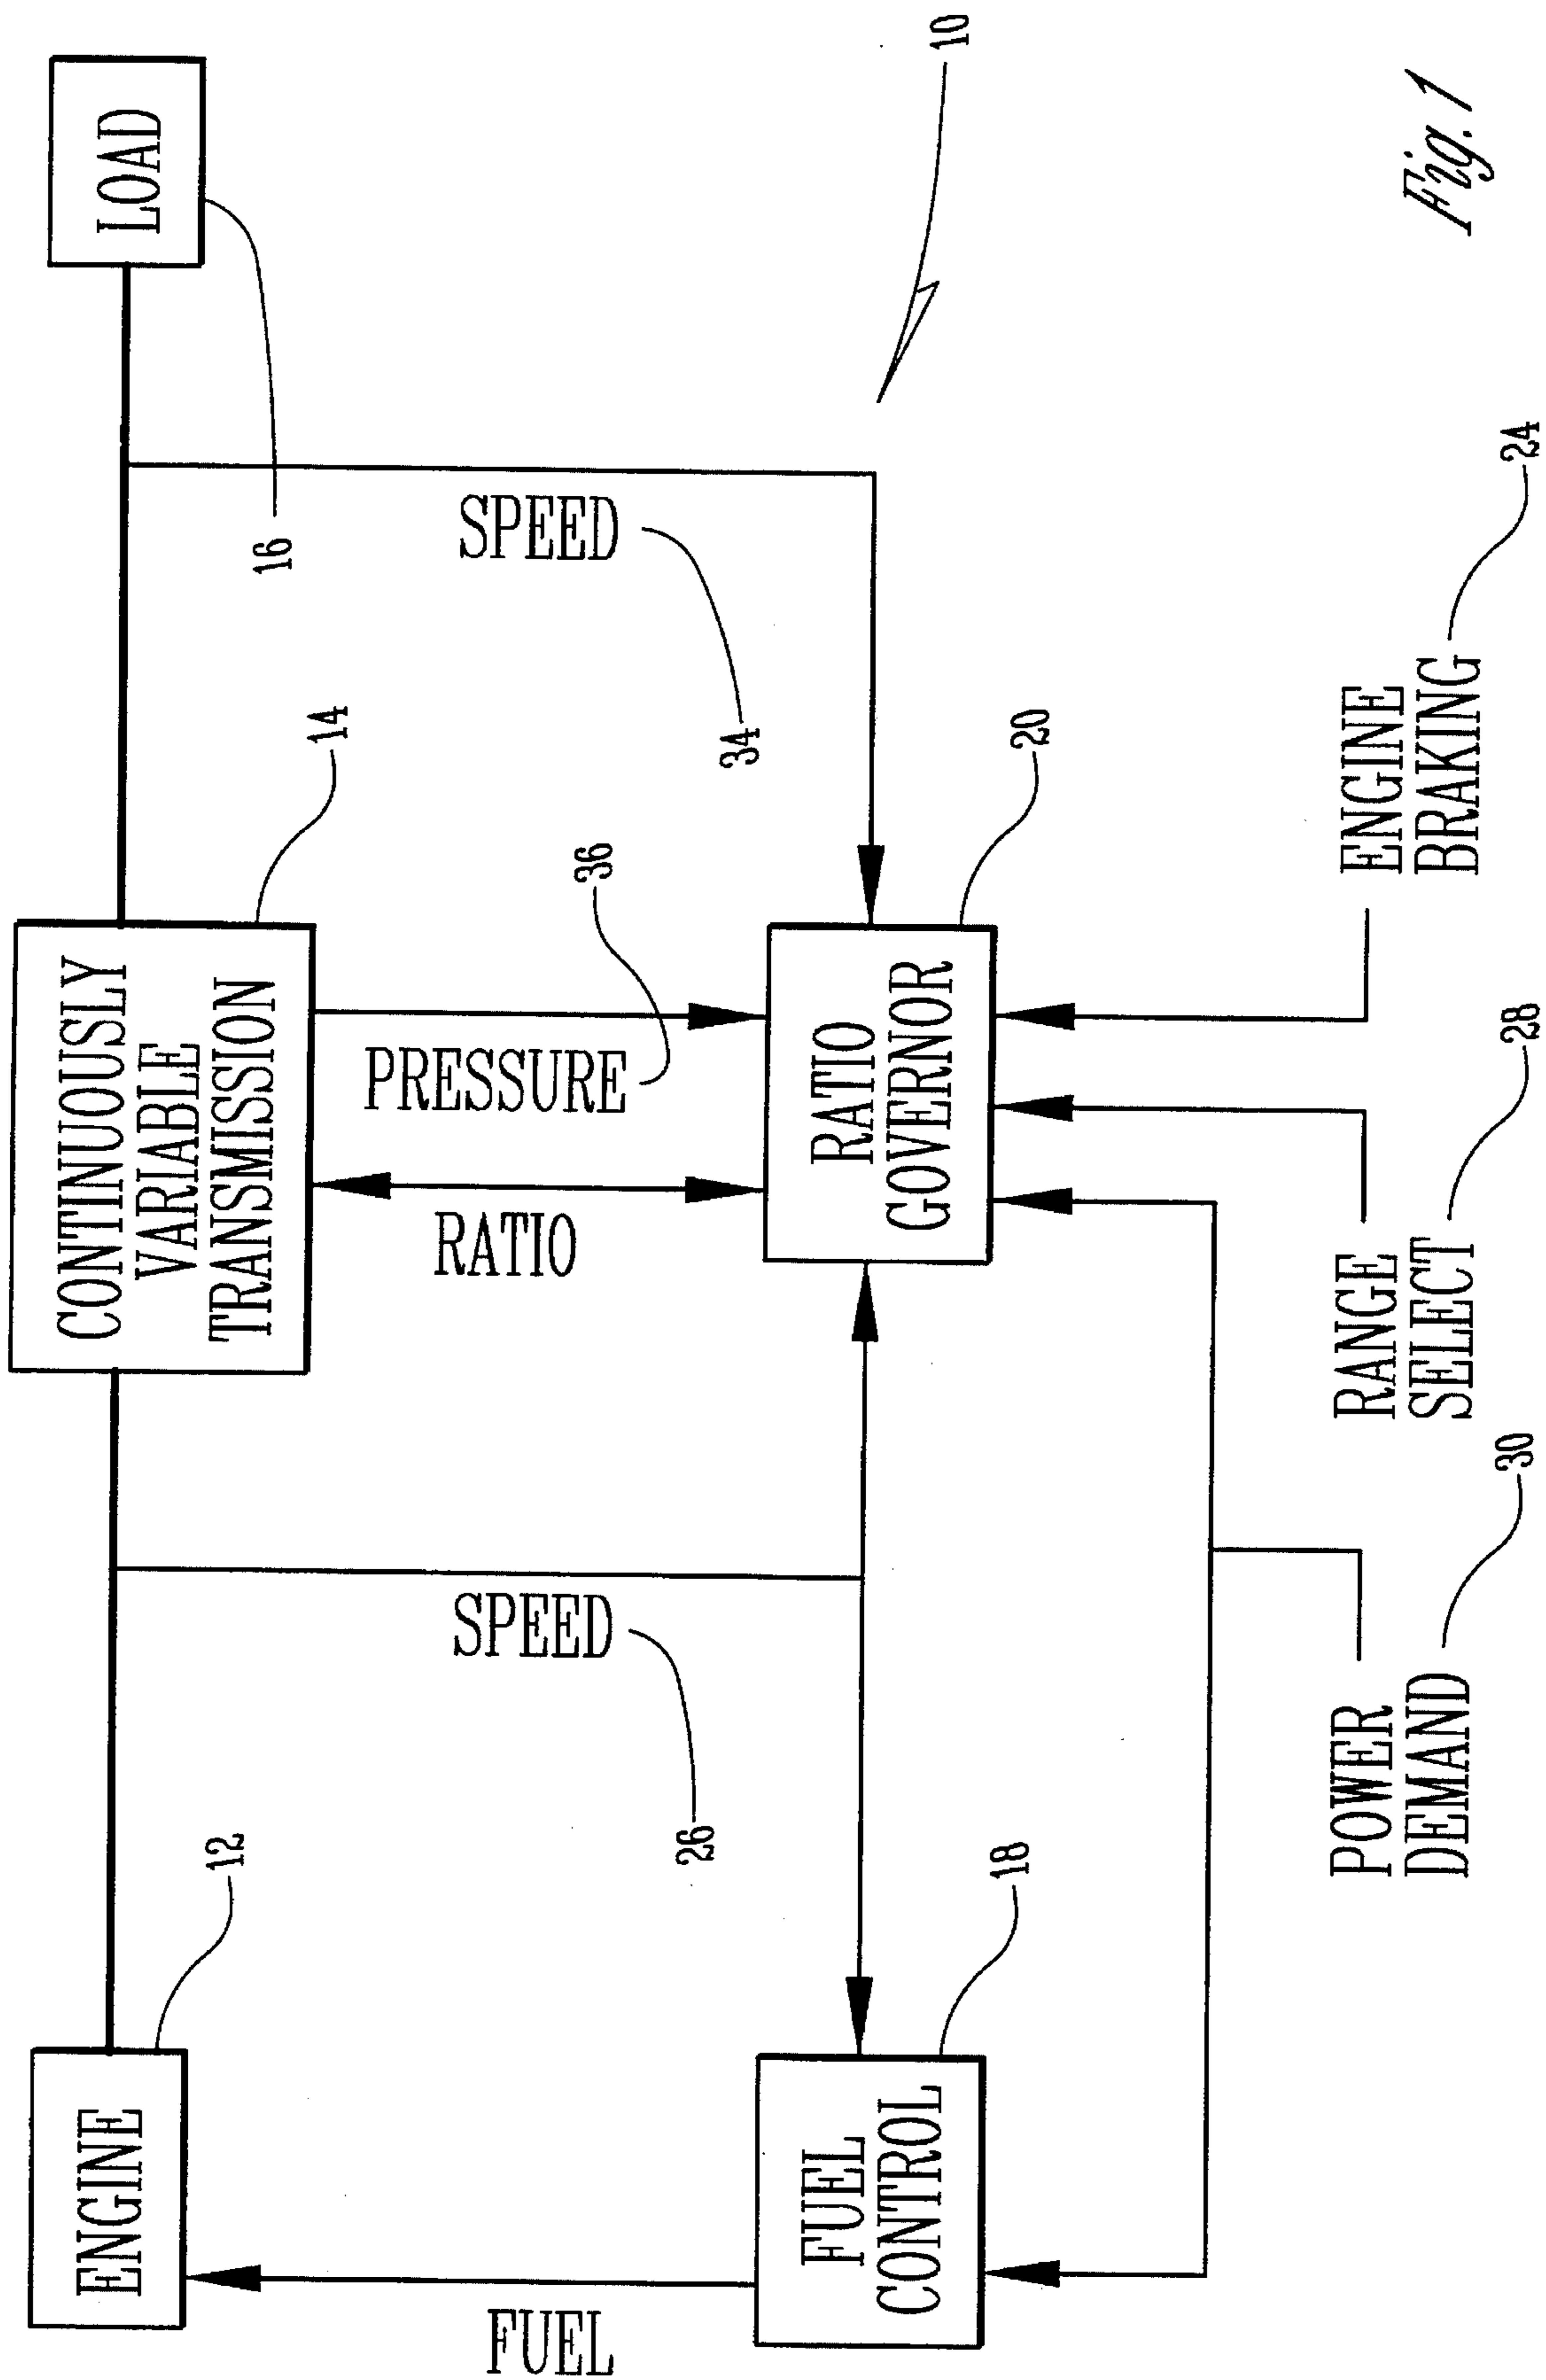 ENGINE
12
CONTINUOUSLY
VARIABLE
TRANSMISSION
14
LOAD
16
FUEL
SPEED
26
RATIO
PRESSURE
36
SPEED
34
FUEL
CONTROL
18
RATIO
GOVERNOR
20
10
POWER
DEMAND
30
RANGE
SELECT
28
ENGINE
BRAKING
24
Fig. 1